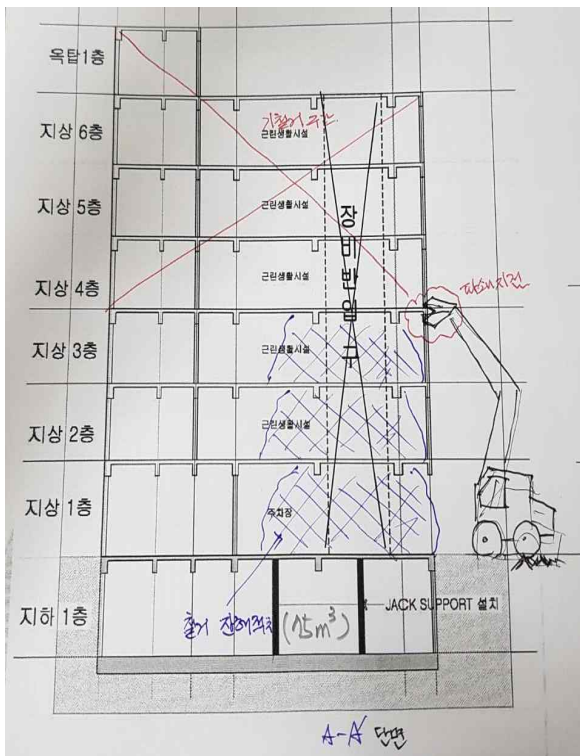 옥탑1층
지상 6층
기철거 구간
근린생활시설
지상 5층
근린생활시설
장비반입구
지상 4층
근린생활시설
파쇄지점
지상 3층
근린생활시설
지상 2층
근린생활시설
지상 1층
주차장
지하 1층
JACK SUPPORT 설치
철거 잔재적치
(75m³)
A-A' 단면